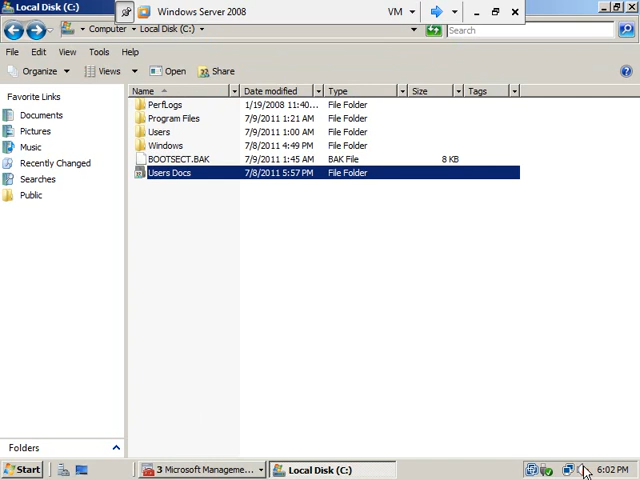 Local Disk (C:)
Windows Server 2008
VM
Computer
Local Disk (C:)
Search
File
Edit
View
Tools
Help
Organize
Views
Open
Share
Favorite Links
Documents
Pictures
Music
Recently Changed
Searches
Public
Folders
Name
Date modified
Type
Size
Tags
PerfLogs 1/19/2008 11:40... File Folder
Program Files 7/9/2011 1:21 AM File Folder
Users 7/9/2011 1:00 AM File Folder
Windows 7/8/2011 4:49 PM File Folder
BOOTSECT.BAK 7/9/2011 1:45 AM BAK File 8 KB
Users Docs 7/8/2011 5:57 PM File Folder
Start
3 Microsoft Manageme...
Local Disk (C:)
6:02 PM